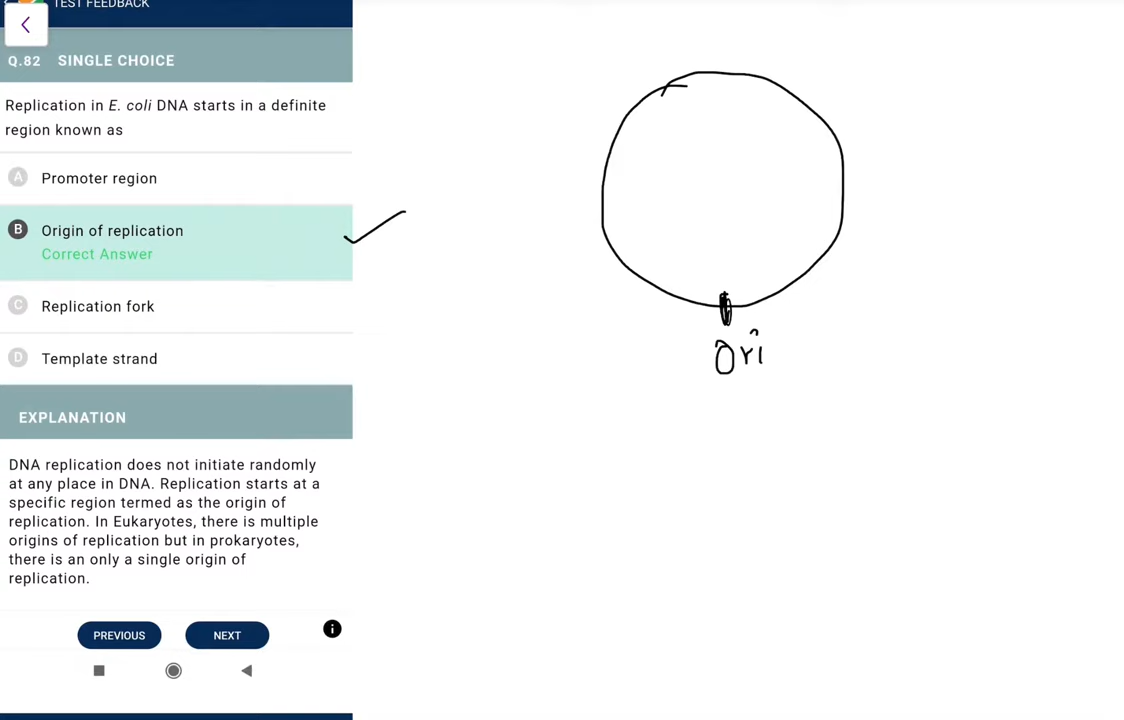 TEST FEEDBACK
Q.82 SINGLE CHOICE
Replication in E. coli DNA starts in a definite
region known as
A Promoter region
B Origin of replication
Correct Answer
C Replication fork
D Template strand
EXPLANATION
DNA replication does not initiate randomly
at any place in DNA. Replication starts at a
specific region termed as the origin of
replication. In Eukaryotes, there is multiple
origins of replication but in prokaryotes,
there is an only a single origin of
replication.
PREVIOUS NEXT
Ori